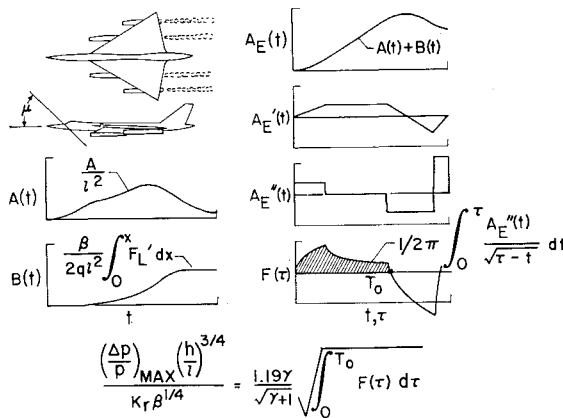 μ
A(t)
A/l²
B(t)
β/2ql² ∫₀ˣ F_L′ dx
t
A_E(t)
A(t) + B(t)
A_E′(t)
A_E″(t)
F(τ)
1/2π ∫₀^τ A_E″(t)/√(τ-t) dt
T₀
t,τ
(Δp/p)_MAX (h/l)^3/4 / K_r β^1/4 = 1.19γ/√(γ+1) √∫₀^T₀ F(τ) dτ